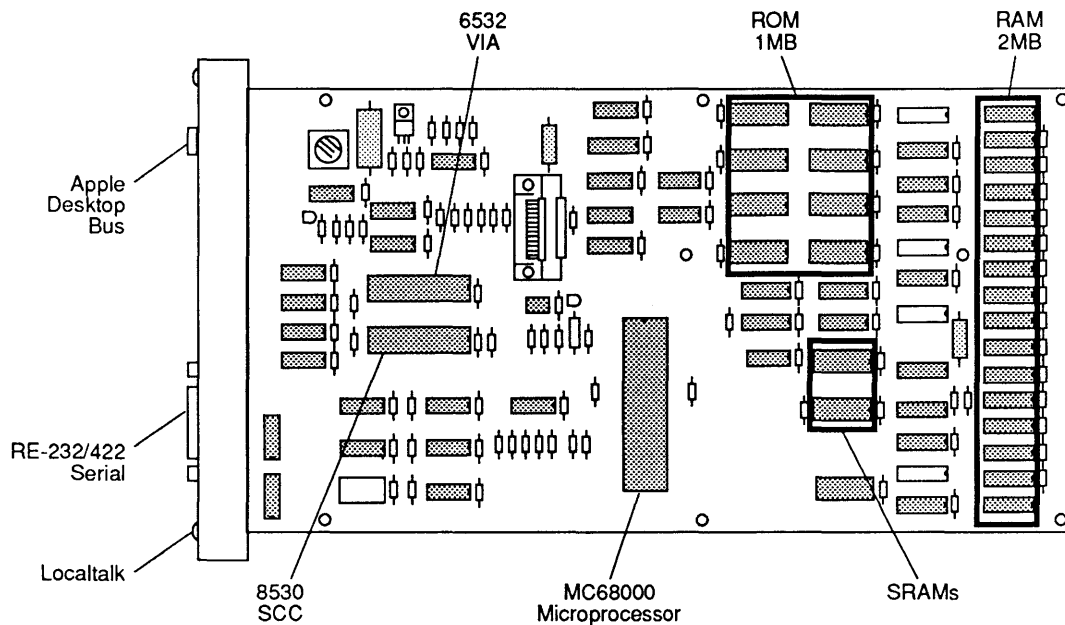 6532
VIA
ROM
1MB
RAM
2MB
Apple
Desktop
Bus
RE-232/422
Serial
Localtalk
8530
SCC
MC68000
Microprocessor
SRAMs